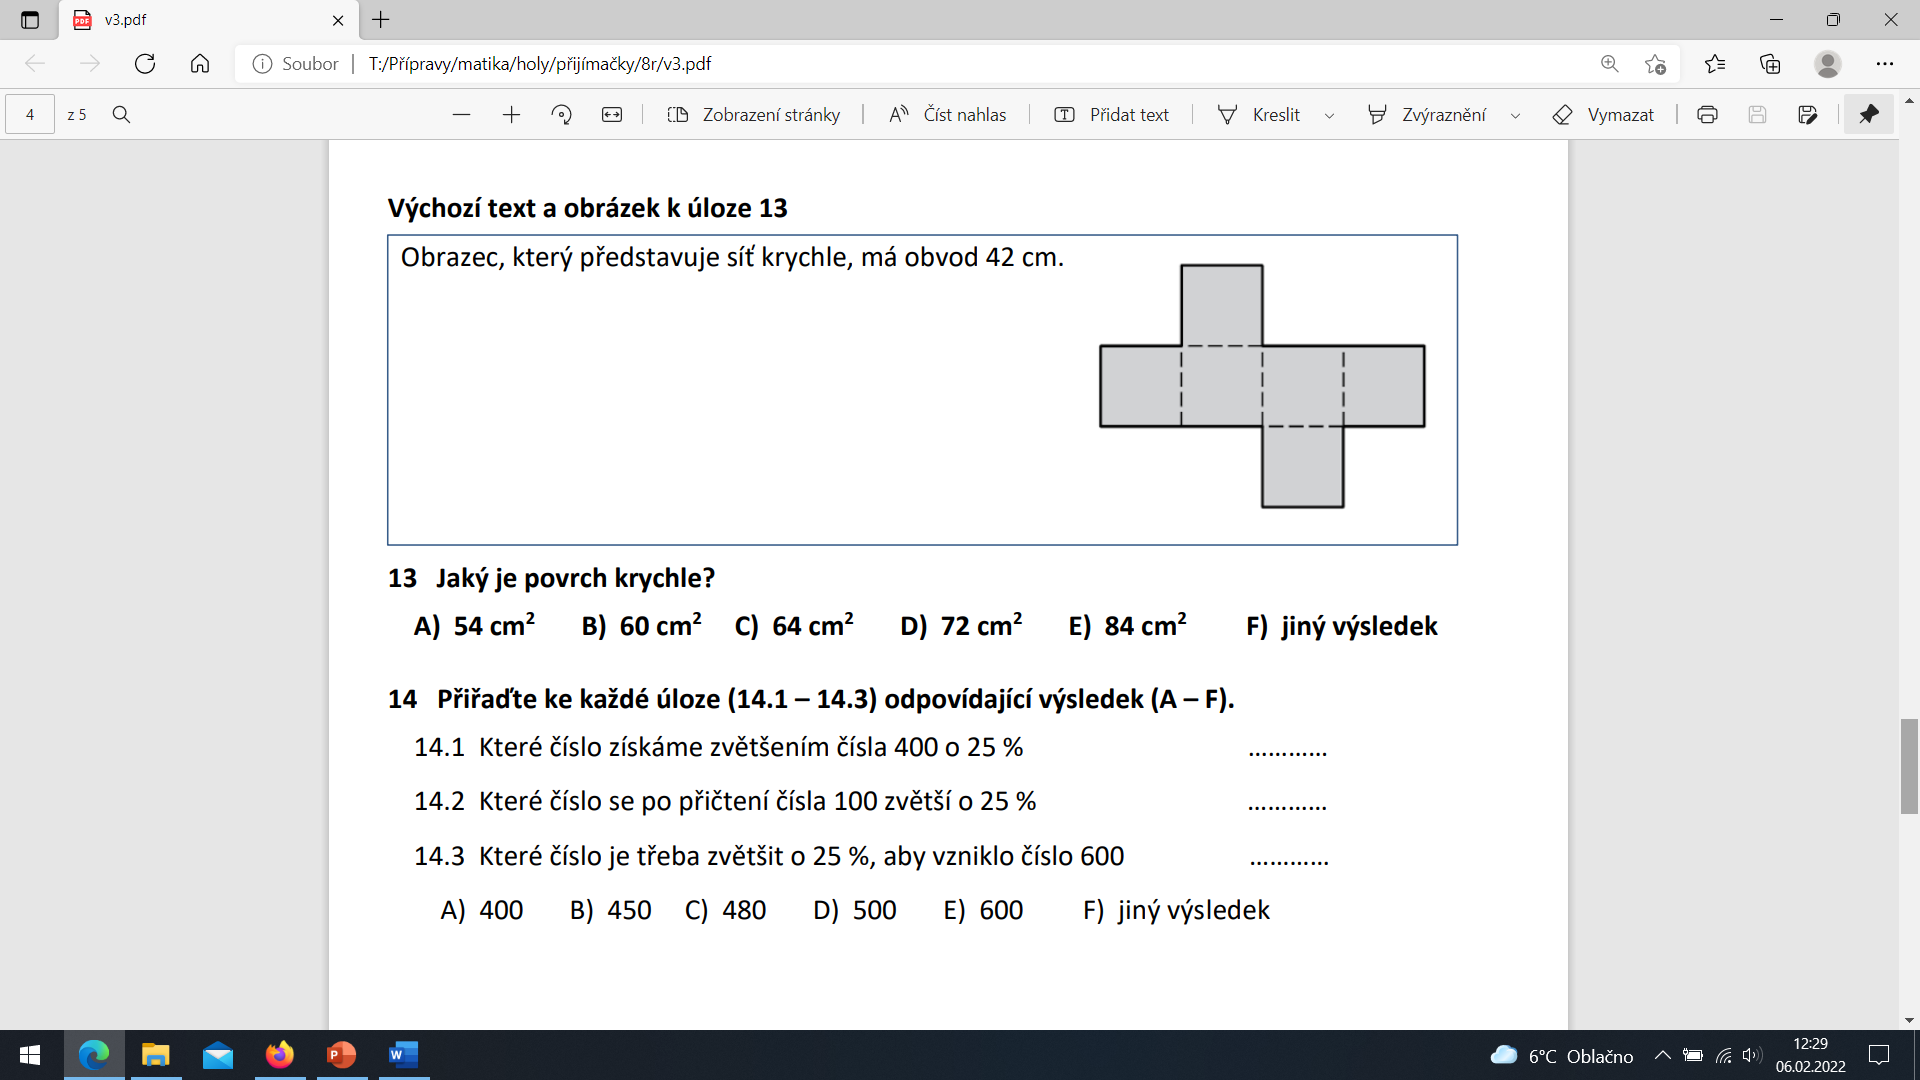 v3.pdf
Soubor | T:/Přípravy/matika/holy/přijímačky/8r/v3.pdf
4 z 5 Zobrazení stránky Číst nahlas Přidat text Kreslit Zvýraznění Vymazat
Výchozí text a obrázek k úloze 13
Obrazec, který představuje síť krychle, má obvod 42 cm.
13 Jaký je povrch krychle?
A) 54 cm² B) 60 cm² C) 64 cm² D) 72 cm² E) 84 cm² F) jiný výsledek
14 Přiřaďte ke každé úloze (14.1 – 14.3) odpovídající výsledek (A – F).
14.1 Které číslo získáme zvětšením čísla 400 o 25 % ............
14.2 Které číslo se po přičtení čísla 100 zvětší o 25 % ............
14.3 Které číslo je třeba zvětšit o 25 %, aby vzniklo číslo 600 ............
A) 400 B) 450 C) 480 D) 500 E) 600 F) jiný výsledek
6°C Oblačno
12:29
06.02.2022